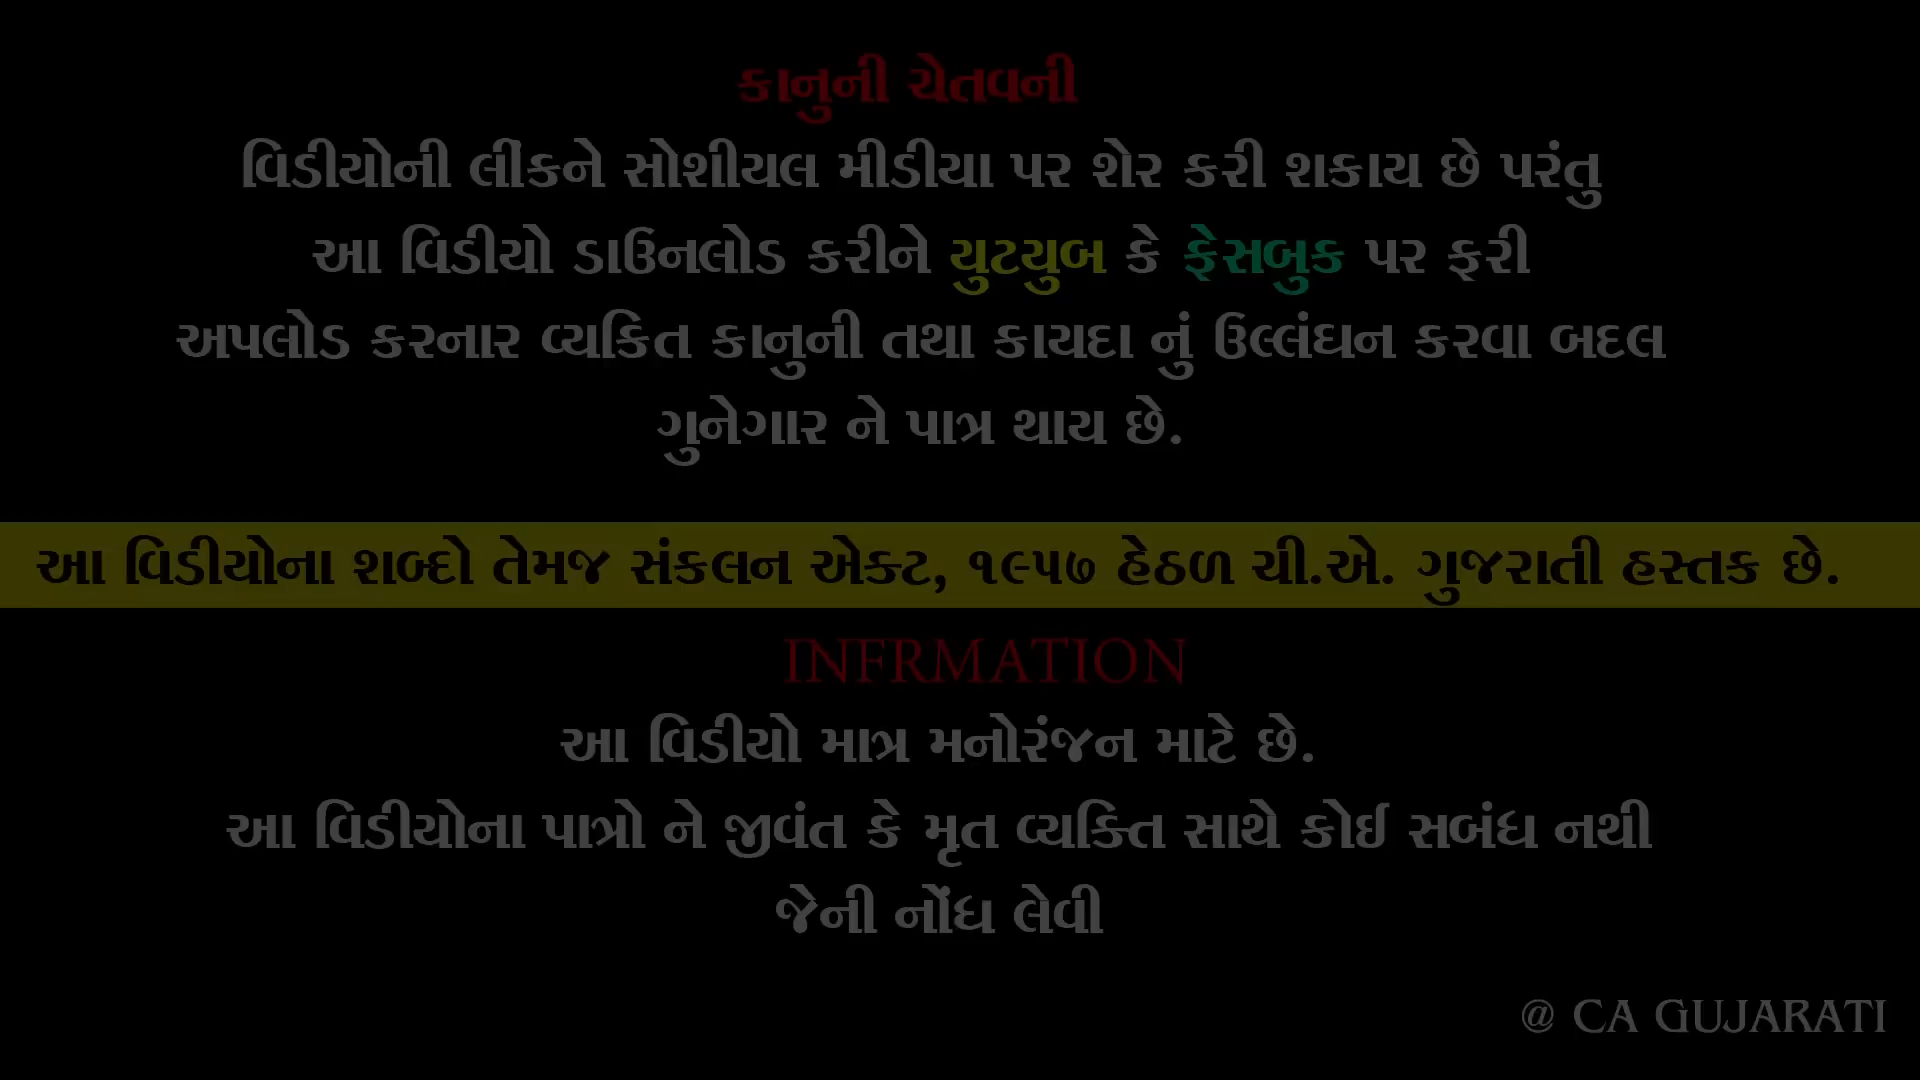 કાનુની ચેતવની
વિડીયોની લીંકને સોશીયલ મીડીયા પર શેર કરી શકાય છે પરંતુ
આ વિડીયો ડાઉનલોડ કરીને યુટયુબ કે ફેસબુક પર ફરી
અપલોડ કરનાર વ્યકિત કાનુની તથા કાયદા નું ઉલ્લંઘન કરવા બદલ
ગુનેગાર ને પાત્ર થાય છે.
આ વિડીયોના શબ્દો તેમજ સંકલન એક્ટ, ૧૯૫૭ હેઠળ ચી.એ. ગુજરાતી હસ્તક છે.
INFRMATION
આ વિડીયો માત્ર મનોરંજન માટે છે.
આ વિડીયોના પાત્રો ને જીવંત કે મૃત વ્યક્તિ સાથે કોઈ સબંધ નથી
જેની નોંધ લેવી
@ CA GUJARATI